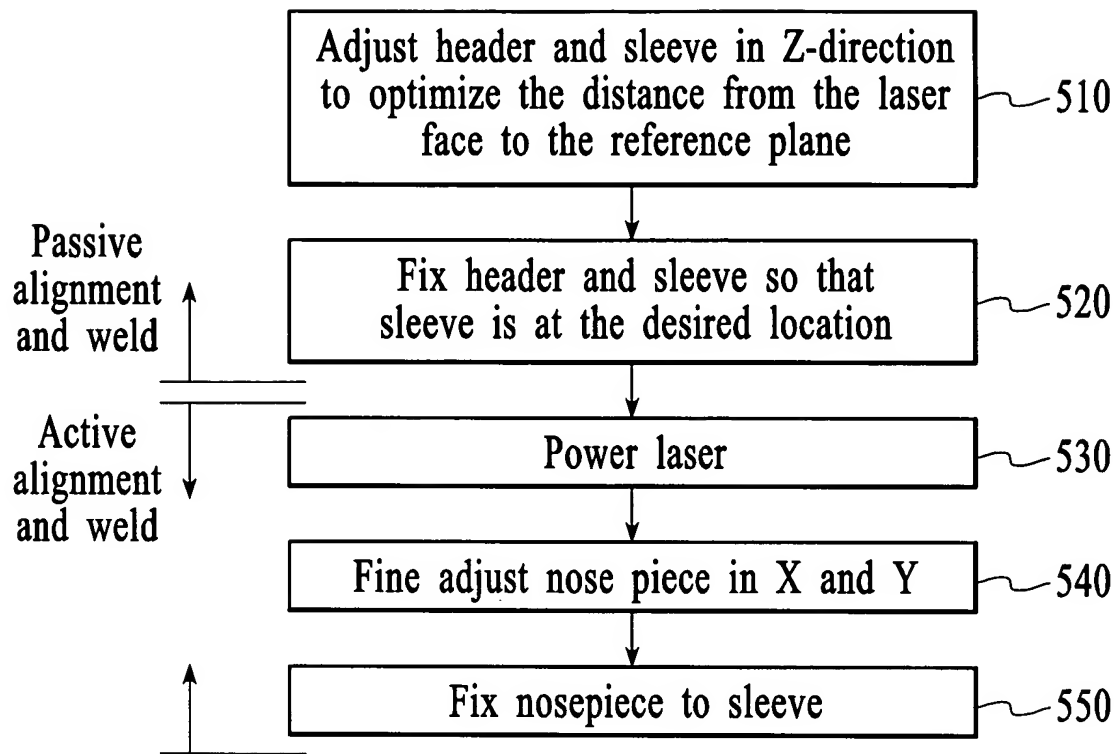 Adjust header and sleeve in Z-direction
to optimize the distance from the laser
face to the reference plane
510
Passive
alignment
and weld
Fix header and sleeve so that
sleeve is at the desired location
520
Active
alignment
and weld
Power laser
530
Fine adjust nose piece in X and Y
540
Fix nosepiece to sleeve
550